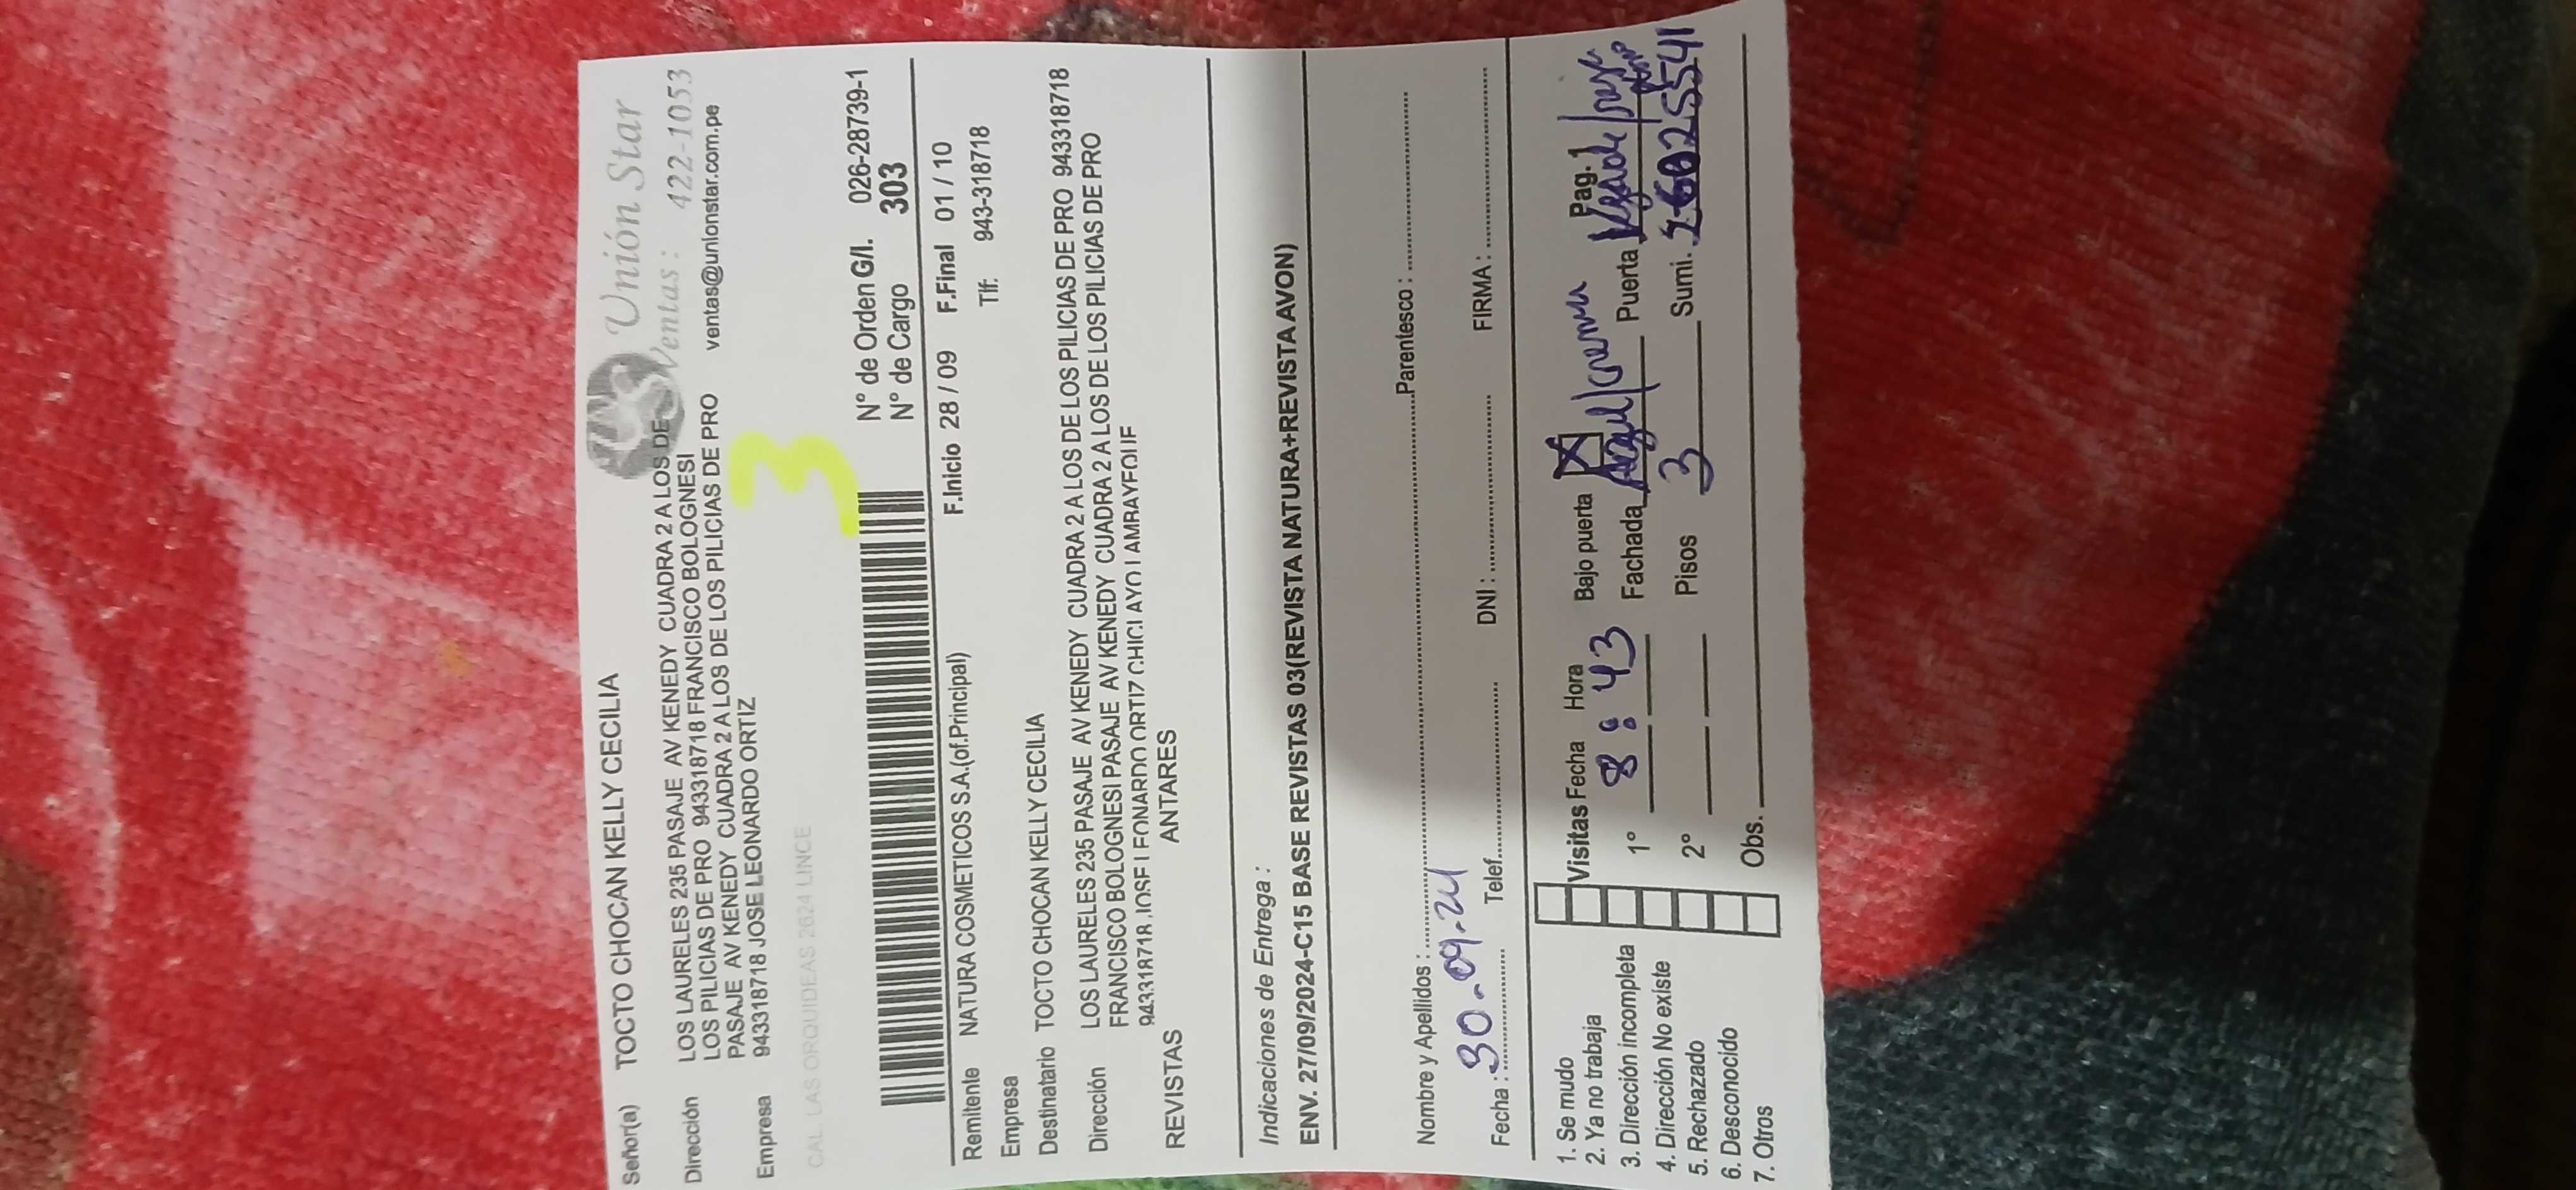 Señor(a) TOCTO CHOCAN KELLY CECILIA
Unión Star
Ventas: 422-1053
ventas@unionstar.com.pe
Dirección LOS LAURELES 235 PASAJE AV KENEDY CUADRA 2 A LOS DE
LOS PILICIAS DE PRO 943318718 FRANCISCO BOLOGNESI
PASAJE AV KENEDY CUADRA 2 A LOS DE LOS PILICIAS DE PRO
Empresa 943318718 JOSE LEONARDO ORTIZ
3
CAL. LAS ORQUIDEAS 2624 LINCE
N° de Orden G/I. 026-28739-1
N° de Cargo 303
Remitente NATURA COSMETICOS S.A.(of.Principal) F.Inicio 28 / 09 F.Final 01 / 10
Empresa Tlf: 943-318718
Destinatario TOCTO CHOCAN KELLY CECILIA
Dirección LOS LAURELES 235 PASAJE AV KENEDY CUADRA 2 A LOS DE LOS PILICIAS DE PRO 943318718
FRANCISCO BOLOGNESI PASAJE AV KENEDY CUADRA 2 A LOS DE LOS PILICIAS DE PRO
943318718 JOSE LEONARDO ORTIZ CHICLAYO LAMBAYEQUE
REVISTAS ANTARES
Indicaciones de Entrega :
ENV. 27/09/2024-C15 BASE REVISTAS 03(REVISTA NATURA+REVISTA AVON)
Nombre y Apellidos : Parentesco :
Fecha : 30-09-24 Telef. DNI : FIRMA :
1. Se mudo
2. Ya no trabaja
3. Dirección incompleta
4. Dirección No existe
5. Rechazado
6. Desconocido
7. Otros
Visitas Fecha Hora Bajo puerta X Pag. 1
1° 8:43 Fachada Azul/crema Puerta
2° Pisos 3 Sumi.
Obs.